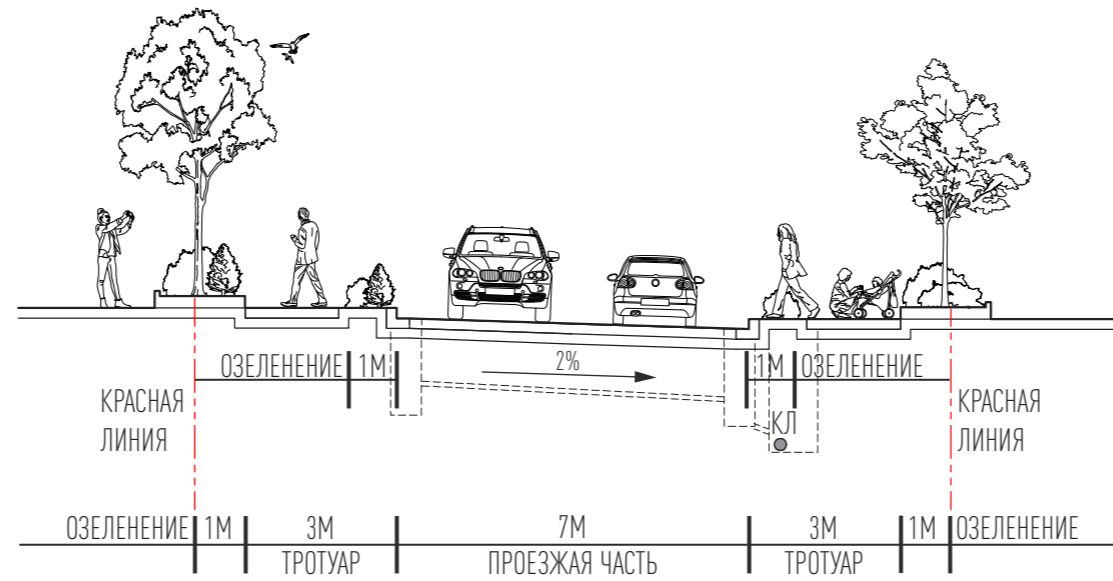 2%
ОЗЕЛЕНЕНИЕ 1М
1М ОЗЕЛЕНЕНИЕ
КРАСНАЯ
ЛИНИЯ
КЛ
КРАСНАЯ
ЛИНИЯ
ОЗЕЛЕНЕНИЕ 1М 3М 7М 3М 1М ОЗЕЛЕНЕНИЕ
ТРОТУАР ПРОЕЗЖАЯ ЧАСТЬ ТРОТУАР